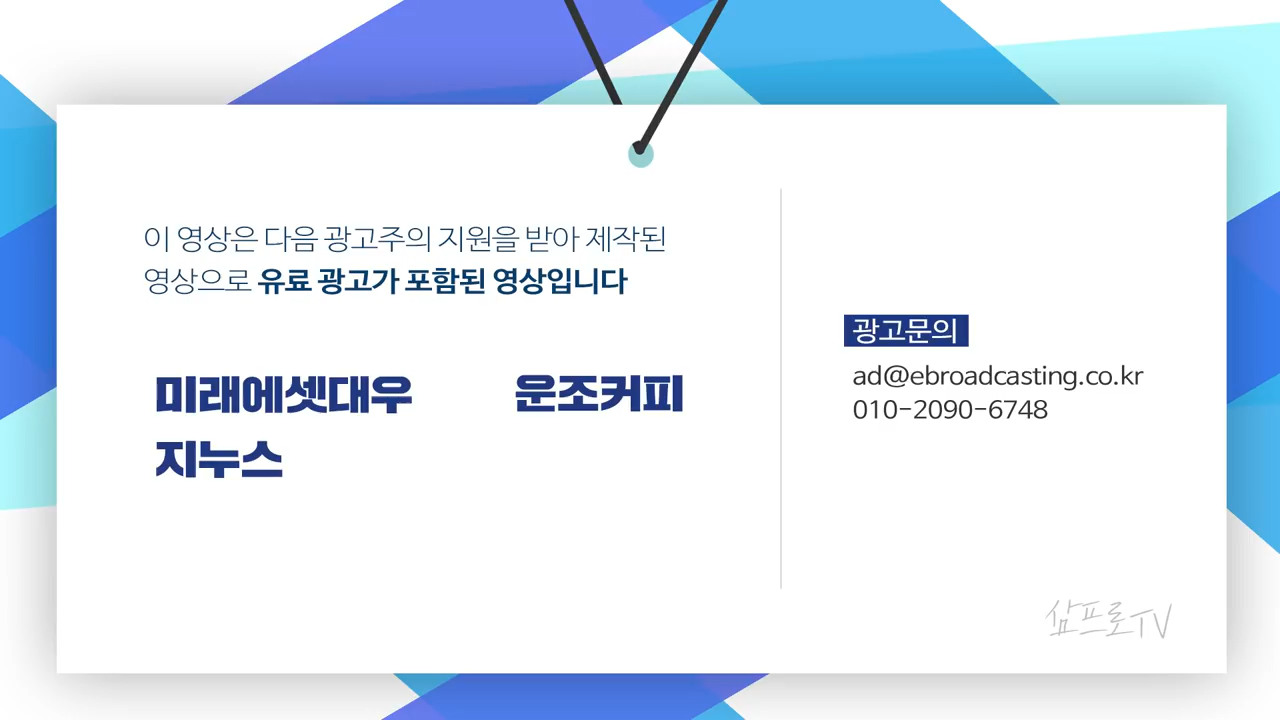 이 영상은 다음 광고주의 지원을 받아 제작된
영상으로 유료 광고가 포함된 영상입니다
미래에셋대우
운조커피
지누스
광고문의
ad@ebroadcasting.co.kr
010-2090-6748
삼프로TV